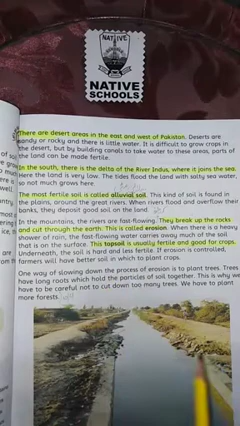 NATIVE
NATIVE
SCHOOLS
There are desert areas in the east and west of Pakistan. Deserts are
sandy or rocky and there is little water. It is difficult to grow crops in
the desert, but by building canals to take water to these areas, parts of
the land can be made fertile.
In the south, there is the delta of the River Indus, where it joins the sea.
Here the land is very low. The tides flood the land with salty sea water,
so not much grows here.
The most fertile soil is called alluvial soil. This kind of soil is found in
the plains, around the great rivers. When rivers flood and overflow their
banks, they deposit good soil on the land.
In the mountains, the rivers are fast-flowing. They break up the rocks
and cut through the earth. This is called erosion. When there is a heavy
shower of rain, the fast-flowing water carries away much of the soil
that is on the surface. This topsoil is usually fertile and good for crops.
Underneath, the soil is hard and less fertile. If erosion is controlled,
farmers will have better soil in which to plant crops.
One way of slowing down the process of erosion is to plant trees. Trees
have long roots which hold the particles of soil together. This is why we
have to be careful not to cut down too many trees. We have to plant
more forests.